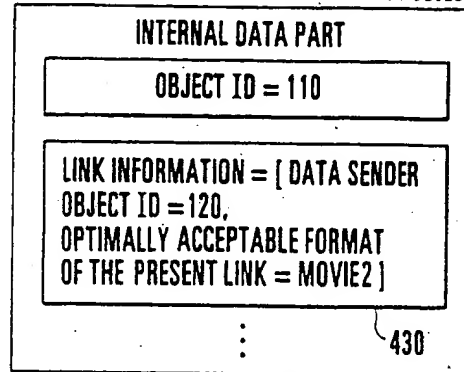 INTERNAL DATA PART
OBJECT ID = 110
LINK INFORMATION = [ DATA SENDER
OBJECT ID =120,
OPTIMALLY ACCEPTABLE FORMAT
OF THE PRESENT LINK = MOVIE2 ]
430